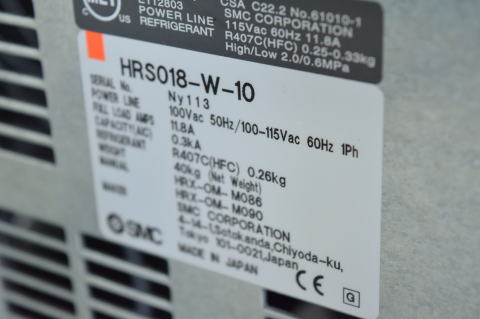 MET
E112803
CSA C22.2 No.61010-1
SMC CORPORATION
POWER LINE 115Vac 60Hz 11.8A
REFRIGERANT R407C(HFC) 0.25-0.33kg
High/Low 2.0/0.6MPa
HRS018-W-10
SERIAL No. Ny113
POWER LINE 100Vac 50Hz/100-115Vac 60Hz 1Ph
FULL LOAD AMPS 11.8A
CAPACITY(AIC) 0.3kA
REFRIGERANT R407C(HFC) 0.26kg
WEIGHT 40kg (Net Weight)
MANUAL HRX-OM-M086
HRX-OM-M090
MAKER SMC CORPORATION
4-14-1,Sotokanda,Chiyoda-ku,
Tokyo 101-0021,Japan
SMC
MADE IN JAPAN
CE
G